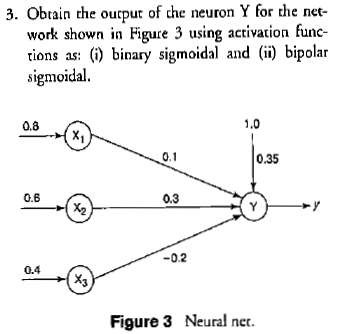 3. Obtain the output of the neuron Y for the net-
work shown in Figure 3 using activation func-
tions as: (i) binary sigmoidal and (ii) bipolar
sigmoidal.
0.8
X1
1.0
0.1
0.35
0.6
X2
0.3
Y
y
-0.2
0.4
X3
Figure 3 Neural net.